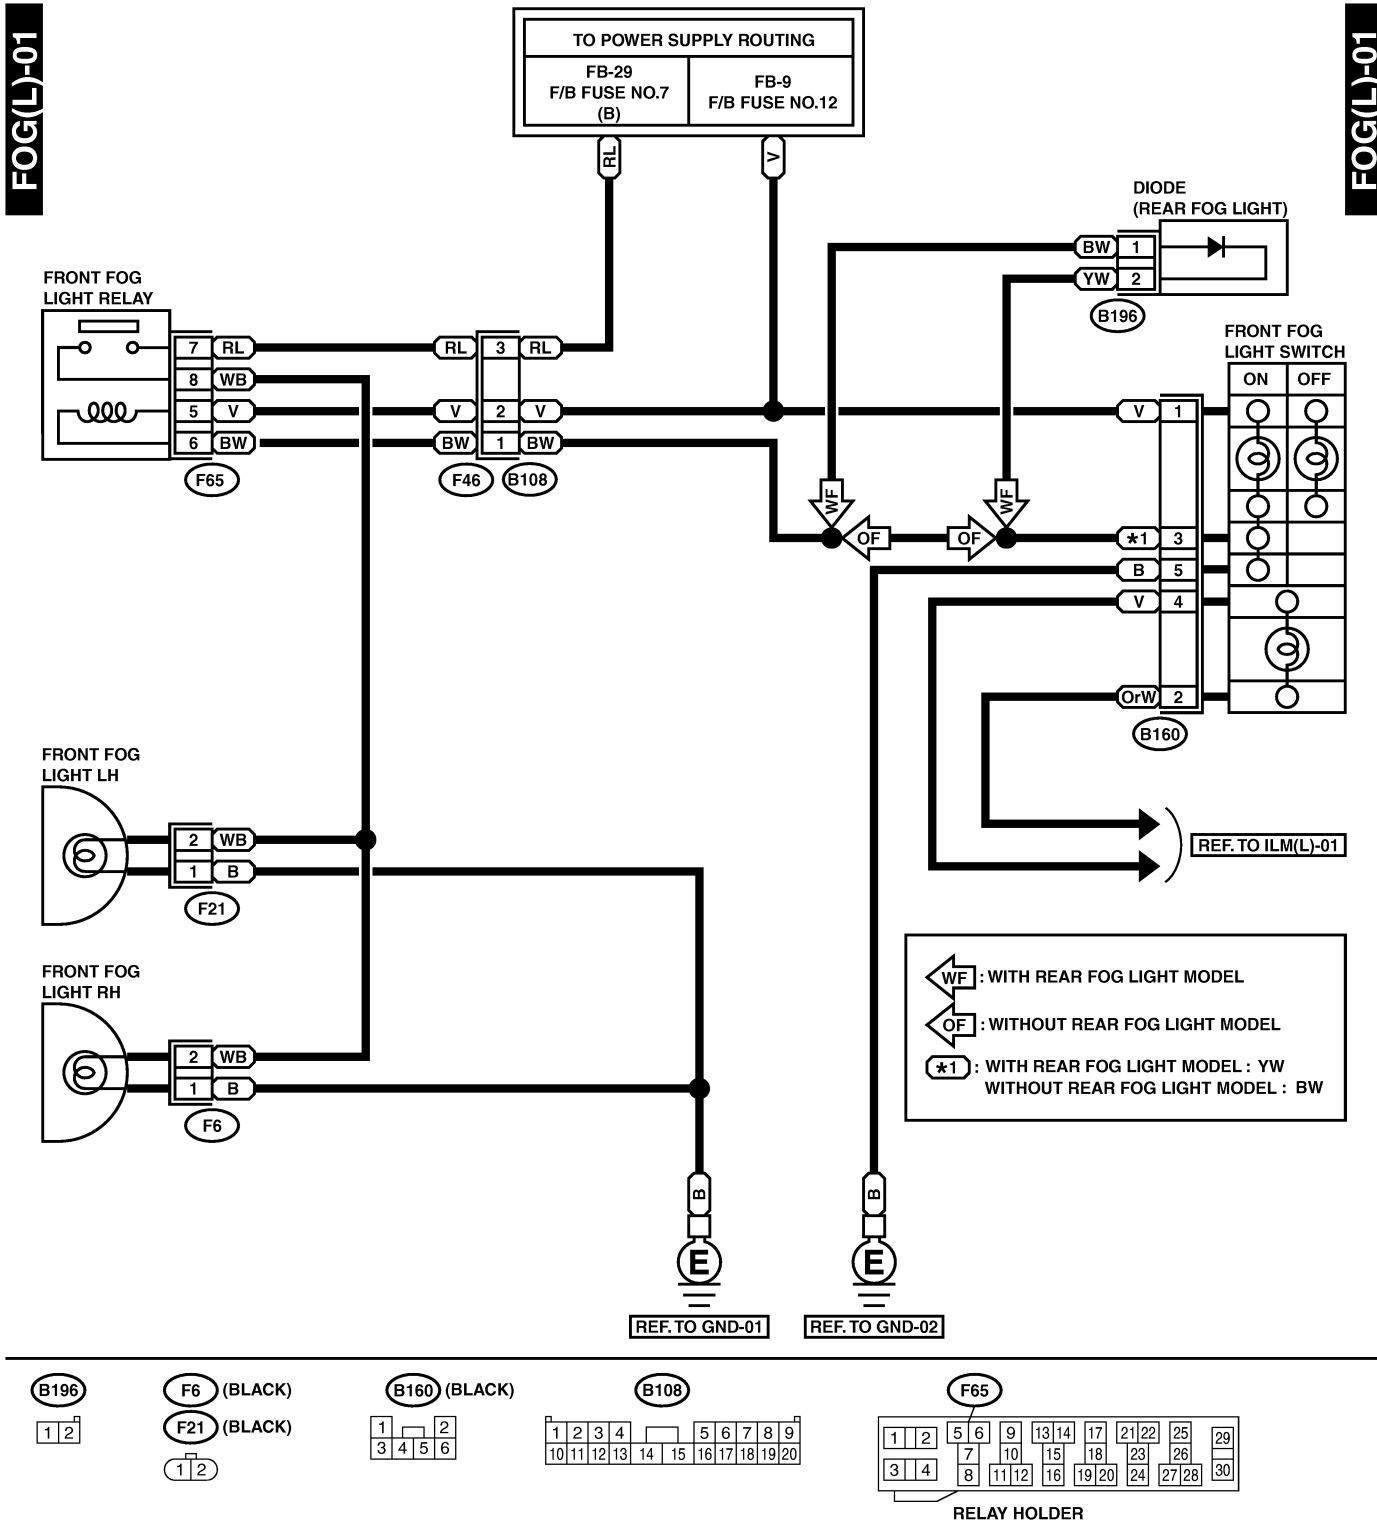 FOG(L)-01
FOG(L)-01
TO POWER SUPPLY ROUTING
FB-29
F/B FUSE NO.7
(B)
FB-9
F/B FUSE NO.12
RL
V
DIODE
(REAR FOG LIGHT)
BW 1
YW 2
B196
FRONT FOG
LIGHT RELAY
7 RL
8 WB
5 V
6 BW
F65
RL 3 RL
V 2 V
BW 1 BW
F46 B108
FRONT FOG
LIGHT SWITCH
ON OFF
V 1
WF
WF
OF
OF
*1 3
B 5
V 4
OrW 2
B160
FRONT FOG
LIGHT LH
2 WB
1 B
F21
REF. TO ILM(L)-01
FRONT FOG
LIGHT RH
2 WB
1 B
F6
WF : WITH REAR FOG LIGHT MODEL
OF : WITHOUT REAR FOG LIGHT MODEL
*1 : WITH REAR FOG LIGHT MODEL : YW
WITHOUT REAR FOG LIGHT MODEL : BW
B
B
E
E
REF. TO GND-01
REF. TO GND-02
B196
1 2
F6 (BLACK)
F21 (BLACK)
1 2
B160 (BLACK)
1 2
3 4 5 6
B108
1 2 3 4 5 6 7 8 9
10 11 12 13 14 15 16 17 18 19 20
F65
1 2 5 6 9 13 14 17 21 22 25 29
7 10 15 18 23 26
3 4 8 11 12 16 19 20 24 27 28 30
RELAY HOLDER